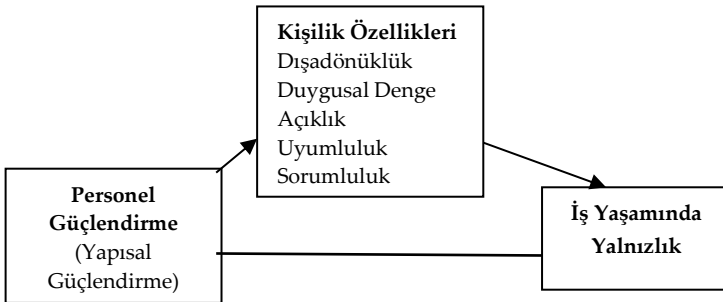 Kişilik Özellikleri
Dışadönüklük
Duygusal Denge
Açıklık
Uyumluluk
Sorumluluk
Personel
Güçlendirme
(Yapısal
Güçlendirme)
İş Yaşamında
Yalnızlık